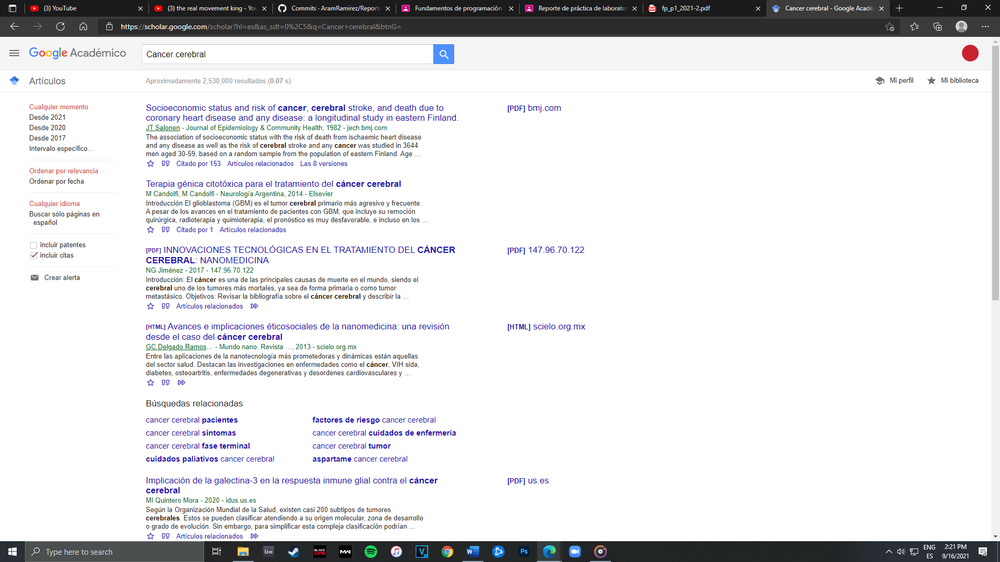 (3) YouTube
(3) the real movement king - You
Commits · AramRamirez/Reporte
Fundamentos de programación
Reporte de práctica de laborator
fp_p1_2021-2.pdf
Cancer cerebral - Google Acadé
https://scholar.google.com/scholar?hl=es&as_sdt=0%2C5&q=Cancer+cerebral&btnG=
Google Académico
Cancer cerebral
Artículos
Aproximadamente 2,530,000 resultados (0.07 s)
Mi perfil
Mi biblioteca
Cualquier momento
Desde 2021
Desde 2020
Desde 2017
Intervalo específico...
Ordenar por relevancia
Ordenar por fecha
Cualquier idioma
Buscar sólo páginas en
español
incluir patentes
incluir citas
Crear alerta
Socioeconomic status and risk of cancer, cerebral stroke, and death due to
coronary heart disease and any disease: a longitudinal study in eastern Finland.
JT Salonen - Journal of Epidemiology & Community Health, 1982 - jech.bmj.com
The association of socioeconomic status with the risk of death from ischaemic heart disease
and any disease as well as the risk of cerebral stroke and any cancer was studied in 3644
men aged 30-59, based on a random sample from the population of eastern Finland. Age …
Citado por 153 Artículos relacionados Las 8 versiones
[PDF] bmj.com
Terapia génica citotóxica para el tratamiento del cáncer cerebral
M Candolfi, M Candolfi - Neurología Argentina, 2014 - Elsevier
Introducción El glioblastoma (GBM) es el tumor cerebral primario más agresivo y frecuente.
A pesar de los avances en el tratamiento de pacientes con GBM, que incluye su remoción
quirúrgica, radioterapia y quimioterapia, el pronóstico es muy desfavorable, e incluso en los …
Citado por 1 Artículos relacionados
[PDF] INNOVACIONES TECNOLÓGICAS EN EL TRATAMIENTO DEL CÁNCER
CEREBRAL: NANOMEDICINA
NG Jiménez - 2017 - 147.96.70.122
Introducción: El cáncer es una de las principales causas de muerte en el mundo, siendo el
cerebral uno de los tumores más mortales, ya sea de forma primaria o como tumor
metastásico. Objetivos: Revisar la bibliografía sobre el cáncer cerebral y describir la …
Artículos relacionados
[PDF] 147.96.70.122
[HTML] Avances e implicaciones éticosociales de la nanomedicina: una revisión
desde el caso del cáncer cerebral
GC Delgado Ramos… - Mundo nano. Revista …, 2013 - scielo.org.mx
Entre las aplicaciones de la nanotecnología más prometedoras y dinámicas están aquellas
del sector salud. Destacan las investigaciones en enfermedades como el cáncer, VIH sida,
diabetes, osteoartritis, enfermedades degenerativas y desordenes cardiovasculares y …
[HTML] scielo.org.mx
Búsquedas relacionadas
cancer cerebral pacientes
factores de riesgo cancer cerebral
cancer cerebral sintomas
cancer cerebral cuidados de enfermeria
cancer cerebral fase terminal
cancer cerebral tumor
cuidados paliativos cancer cerebral
aspartame cancer cerebral
Implicación de la galectina-3 en la respuesta inmune glial contra el cáncer
cerebral
MI Quintero Mora - 2020 - idus.us.es
Según la Organización Mundial de la Salud, existen casi 200 subtipos de tumores
cerebrales. Estos se pueden clasificar atendiendo a su origen molecular, zona de desarrollo
o grado de evolución. Sin embargo, para simplificar esta compleja clasificación podrían …
Artículos relacionados
[PDF] us.es
Type here to search
Live
BLACK OPS
MW
V
W
Ps
ENG
ES
2:21 PM
9/16/2021